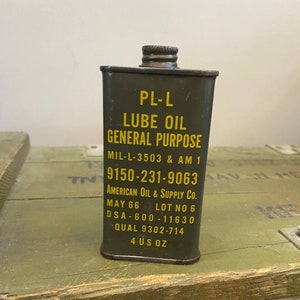 PL-L
LUBE OIL
GENERAL PURPOSE
MIL-L-3503 & AM 1
9150-231-9063
AMERICAN OIL & SUPPLY CO.
MAY 66 LOT NO 6
DSA-600-11630
QUAL 9302-714
4 US OZ